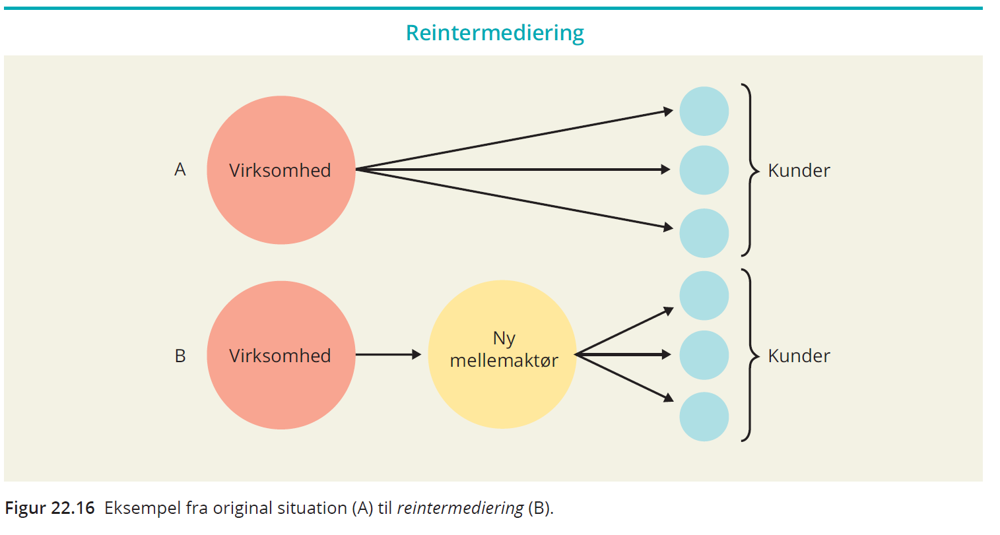 Reintermediering
A
Virksomhed
Kunder
B
Virksomhed
Ny
mellemaktør
Kunder
Figur 22.16 Eksempel fra original situation (A) til reintermediering (B).